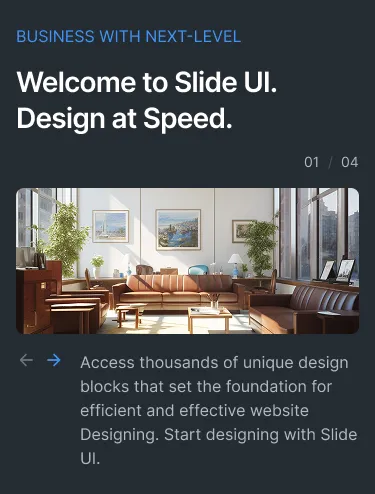 BUSINESS WITH NEXT-LEVEL
Welcome to Slide UI.
Design at Speed.
01 / 04
Access thousands of unique design
blocks that set the foundation for
efficient and effective website
Designing. Start designing with Slide
UI.